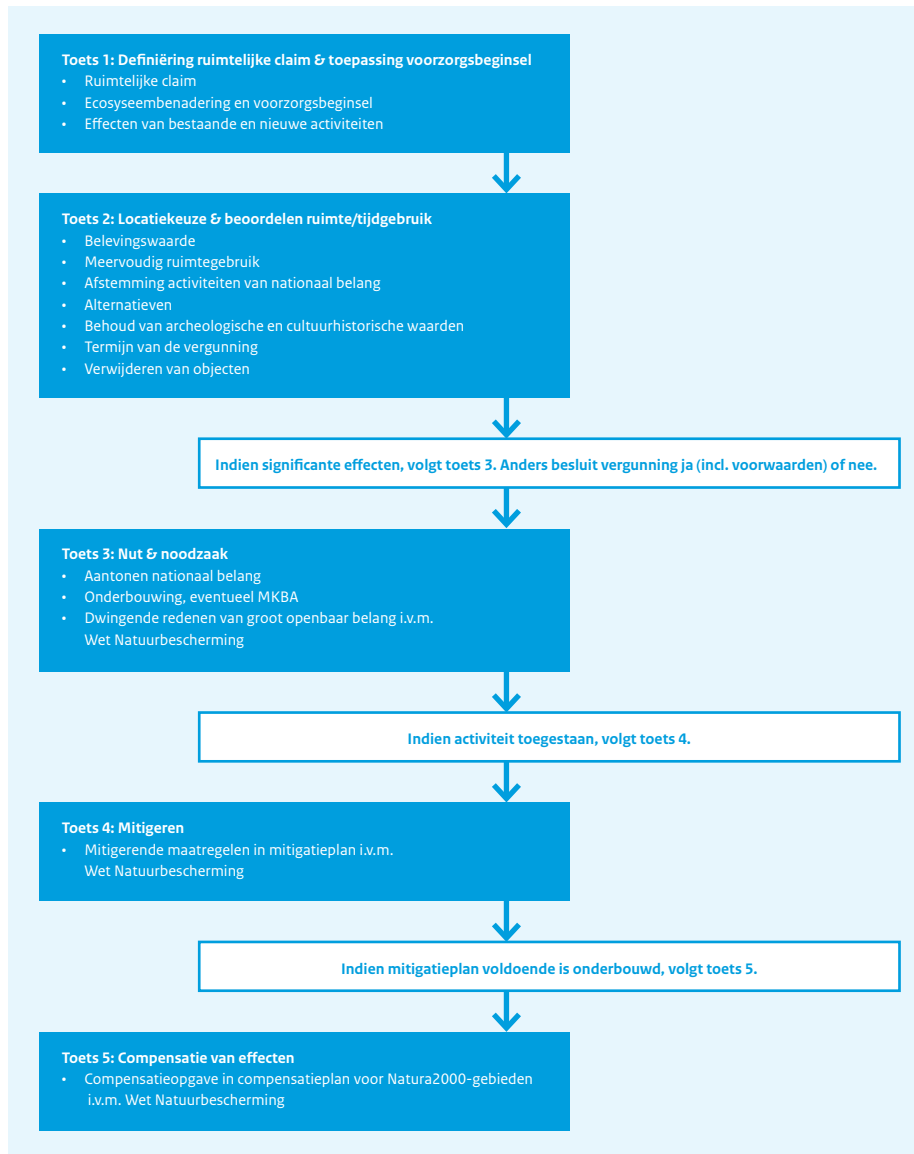 Toets 1: Definiëring ruimtelijke claim & toepassing voorzorgsbeginsel
• Ruimtelijke claim
• Ecosyseembenadering en voorzorgsbeginsel
• Effecten van bestaande en nieuwe activiteiten
Toets 2: Locatiekeuze & beoordelen ruimte/tijdgebruik
• Belevingswaarde
• Meervoudig ruimtegebruik
• Afstemming activiteiten van nationaal belang
• Alternatieven
• Behoud van archeologische en cultuurhistorische waarden
• Termijn van de vergunning
• Verwijderen van objecten
Indien significante effecten, volgt toets 3. Anders besluit vergunning ja (incl. voorwaarden) of nee.
Toets 3: Nut & noodzaak
• Aantonen nationaal belang
• Onderbouwing, eventueel MKBA
• Dwingende redenen van groot openbaar belang i.v.m.
Wet Natuurbescherming
Indien activiteit toegestaan, volgt toets 4.
Toets 4: Mitigeren
• Mitigerende maatregelen in mitigatieplan i.v.m.
Wet Natuurbescherming
Indien mitigatieplan voldoende is onderbouwd, volgt toets 5.
Toets 5: Compensatie van effecten
• Compensatieopgave in compensatieplan voor Natura2000-gebieden
i.v.m. Wet Natuurbescherming